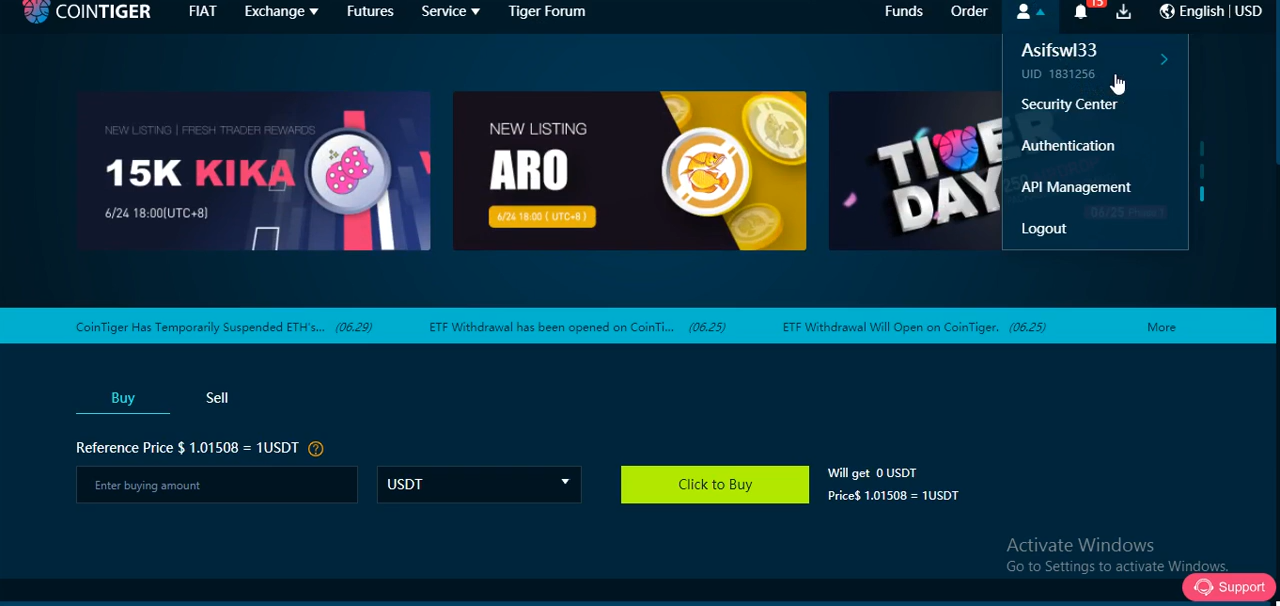 COINTIGER FIAT Exchange Futures Service Tiger Forum Funds Order 15 English | USD
Asifswl33
UID 1831256
Security Center
Authentication
API Management
Logout
NEW LISTING | FRESH TRADER REWARDS
15K KIKA
6/24 18:00(UTC+8)
NEW LISTING
ARO
6/24 18:00 ( UTC+8 )
TIGER
DAY
CoinTiger Has Temporarily Suspended ETH's... (06.29) ETF Withdrawal has been opened on CoinTi... (06.25) ETF Withdrawal Will Open on CoinTiger. (06.25) More
Buy Sell
Reference Price $ 1.01508 = 1USDT ?
Enter buying amount USDT Click to Buy
Will get 0 USDT
Price$ 1.01508 = 1USDT
Activate Windows
Go to Settings to activate Windows.
Support